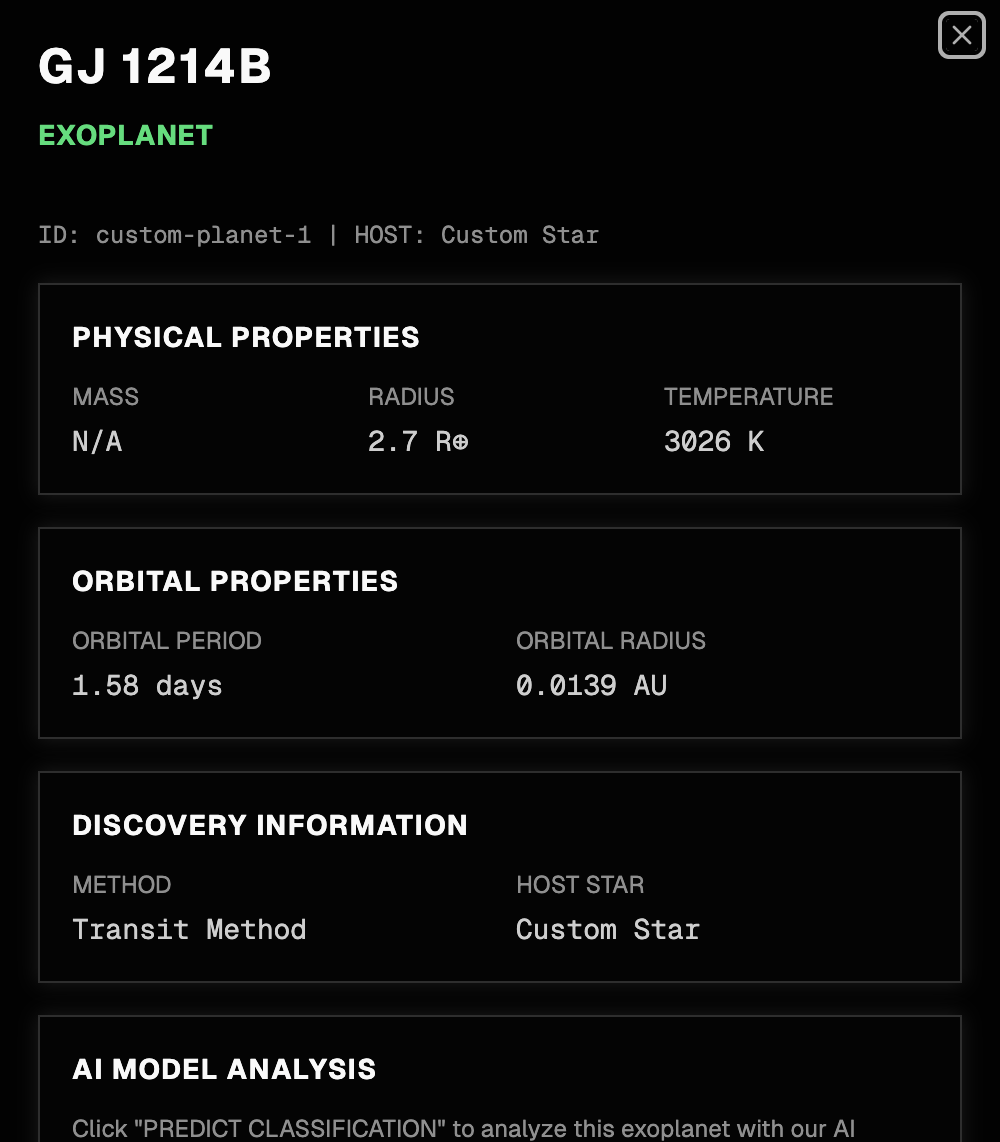 GJ 1214B
EXOPLANET
ID: custom-planet-1 | HOST: Custom Star
PHYSICAL PROPERTIES
MASS RADIUS TEMPERATURE
N/A 2.7 R⊕ 3026 K
ORBITAL PROPERTIES
ORBITAL PERIOD ORBITAL RADIUS
1.58 days 0.0139 AU
DISCOVERY INFORMATION
METHOD HOST STAR
Transit Method Custom Star
AI MODEL ANALYSIS
Click "PREDICT CLASSIFICATION" to analyze this exoplanet with our AI